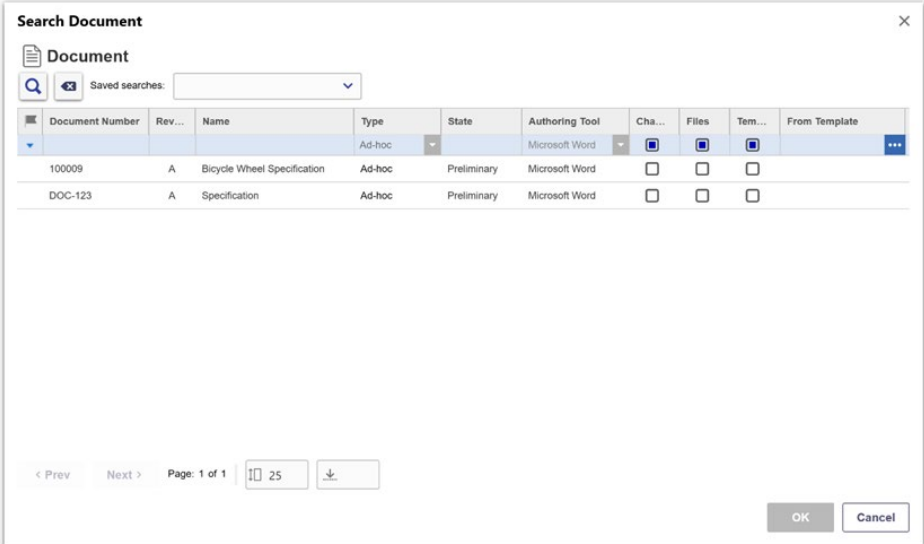 Search Document
Document
Saved searches:
Document Number Rev... Name Type State Authoring Tool Cha... Files Tem... From Template
Ad-hoc Microsoft Word
100009 A Bicycle Wheel Specification Ad-hoc Preliminary Microsoft Word
DOC-123 A Specification Ad-hoc Preliminary Microsoft Word
< Prev Next > Page: 1 of 1 25
OK Cancel